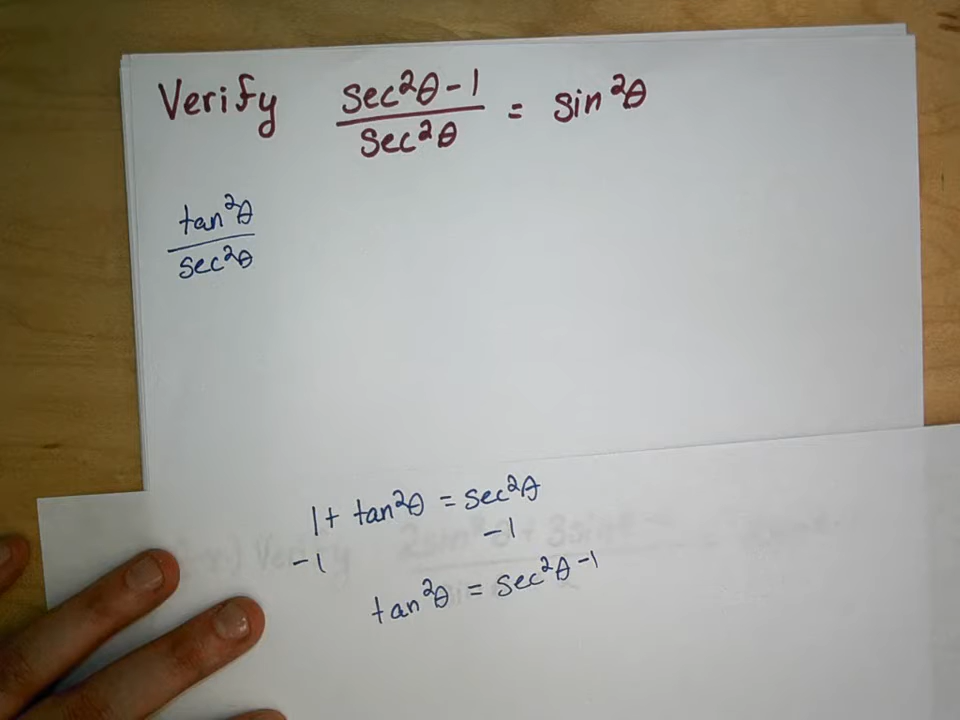 Verify (sec²θ-1)/(sec²θ) = sin²θ
tan²θ
sec²θ
1 + tan²θ = sec²θ
-1 -1
tan²θ = sec²θ-1